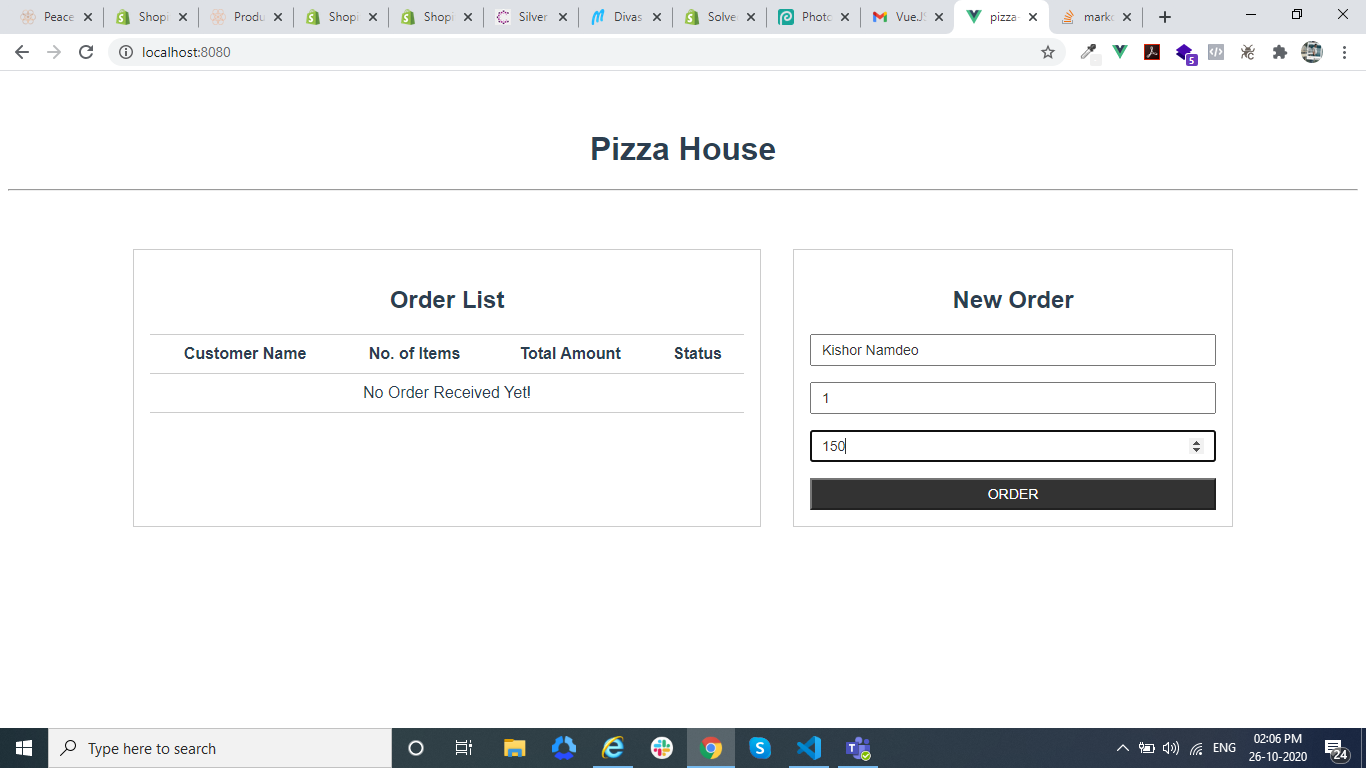 Peace
Shopi
Produ
Shopi
Shopi
Silver
Divas
Solve
Photo
VueJS
pizza-
marko
localhost:8080
5
Pizza House
Order List
Customer Name No. of Items Total Amount Status
No Order Received Yet!
New Order
Kishor Namdeo
1
150
ORDER
Type here to search
ENG
02:06 PM
26-10-2020
24